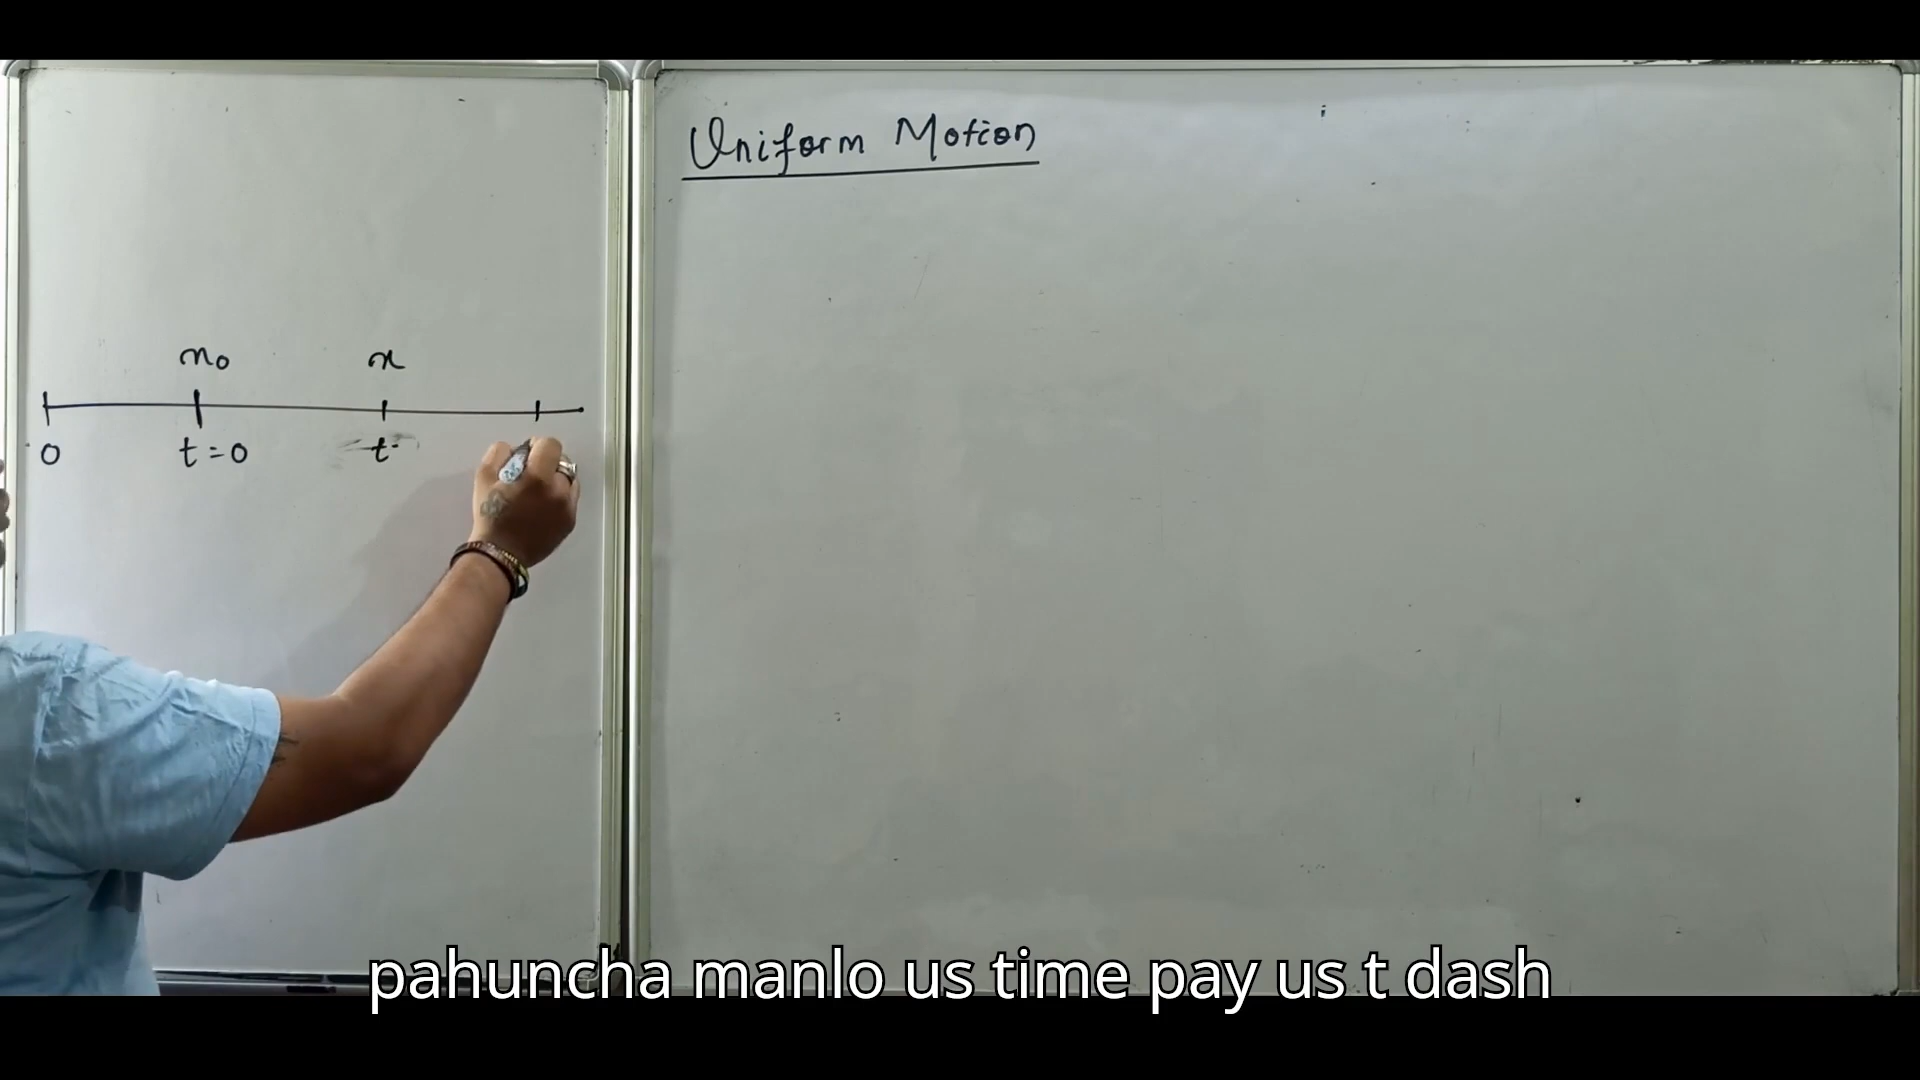 Uniform Motion
x₀ x
0 t=0 t
pahuncha manlo us time pay us t dash